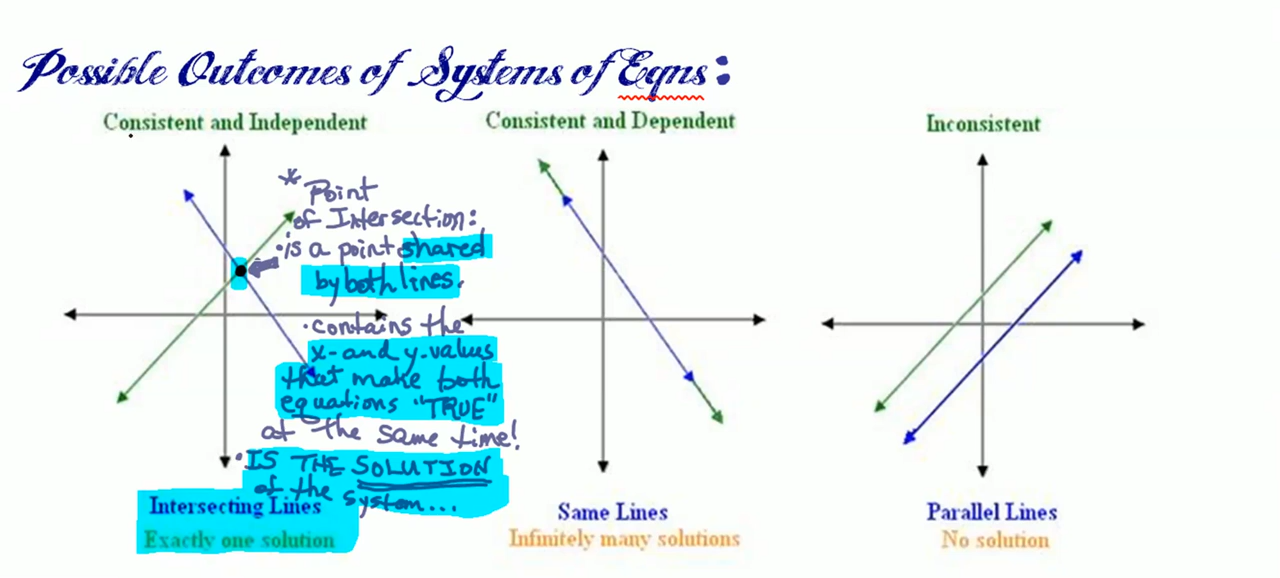 Possible Outcomes of Systems of Eqns:
Consistent and Independent
* Point
of Intersection:
• is a point shared
by both lines.
• contains the
x- and y-values
that make both
equations "TRUE"
at the same time!
• IS THE SOLUTION
of the system...
Intersecting Lines
Exactly one solution
Consistent and Dependent
Same Lines
Infinitely many solutions
Inconsistent
Parallel Lines
No solution